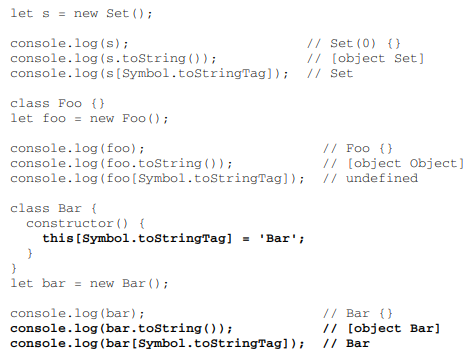 let s = new Set();

console.log(s);                       // Set(0) {}
console.log(s.toString());            // [object Set]
console.log(s[Symbol.toStringTag]);   // Set

class Foo {}
let foo = new Foo();

console.log(foo);                       // Foo {}
console.log(foo.toString());            // [object Object]
console.log(foo[Symbol.toStringTag]);   // undefined

class Bar {
  constructor() {
    this[Symbol.toStringTag] = 'Bar';
  }
}
let bar = new Bar();

console.log(bar);                       // Bar {}
console.log(bar.toString());            // [object Bar]
console.log(bar[Symbol.toStringTag]);   // Bar